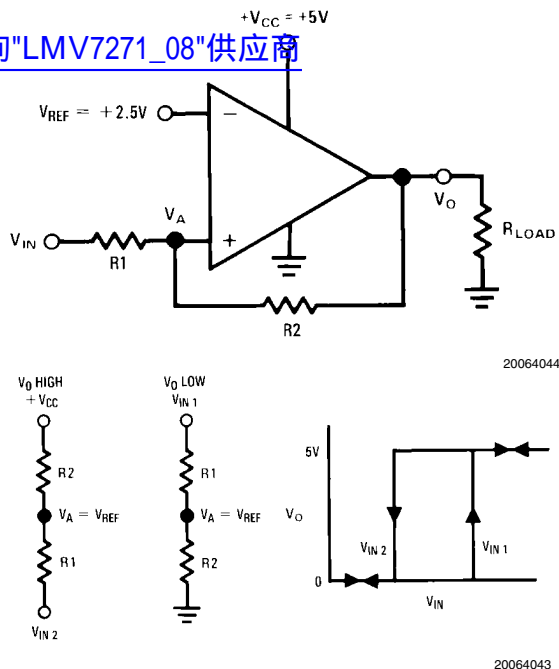 +VCC = +5V
询"LMV7271_08"供应商
VREF = +2.5V
−
VA
VO
VIN
+
R1
RLOAD
R2
20064044
VO HIGH
+ VCC
VO LOW
VIN 1
R2
R1
5V
VA = VREF
VA = VREF
VO
R1
R2
VIN 2
VIN 1
0
VIN
VIN 2
20064043